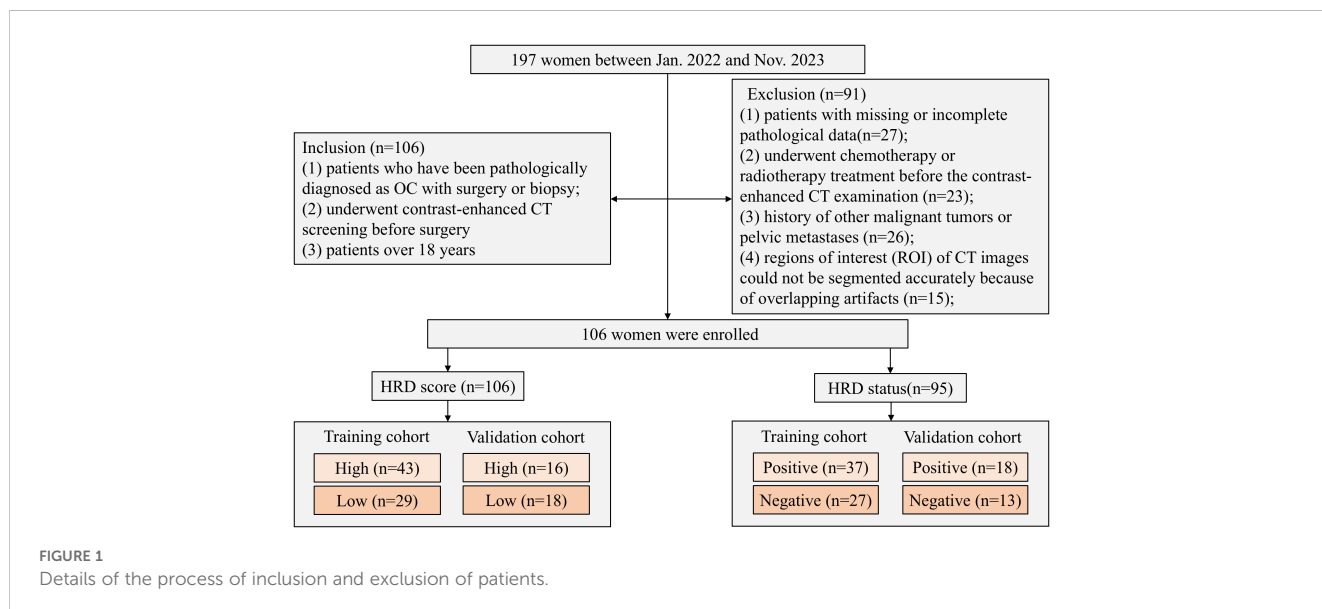 197 women between Jan. 2022 and Nov. 2023
Inclusion (n=106)
(1) patients who have been pathologically
diagnosed as OC with surgery or biopsy;
(2) underwent contrast-enhanced CT
screening before surgery
(3) patients over 18 years
Exclusion (n=91)
(1) patients with missing or incomplete
pathological data(n=27);
(2) underwent chemotherapy or
radiotherapy treatment before the contrast-
enhanced CT examination (n=23);
(3) history of other malignant tumors or
pelvic metastases (n=26);
(4) regions of interest (ROI) of CT images
could not be segmented accurately because
of overlapping artifacts (n=15);
106 women were enrolled
HRD score (n=106)
Training cohort
Validation cohort
High (n=43)
High (n=16)
Low (n=29)
Low (n=18)
HRD status(n=95)
Training cohort
Validation cohort
Positive (n=37)
Positive (n=18)
Negative (n=27)
Negative (n=13)
FIGURE 1
Details of the process of inclusion and exclusion of patients.